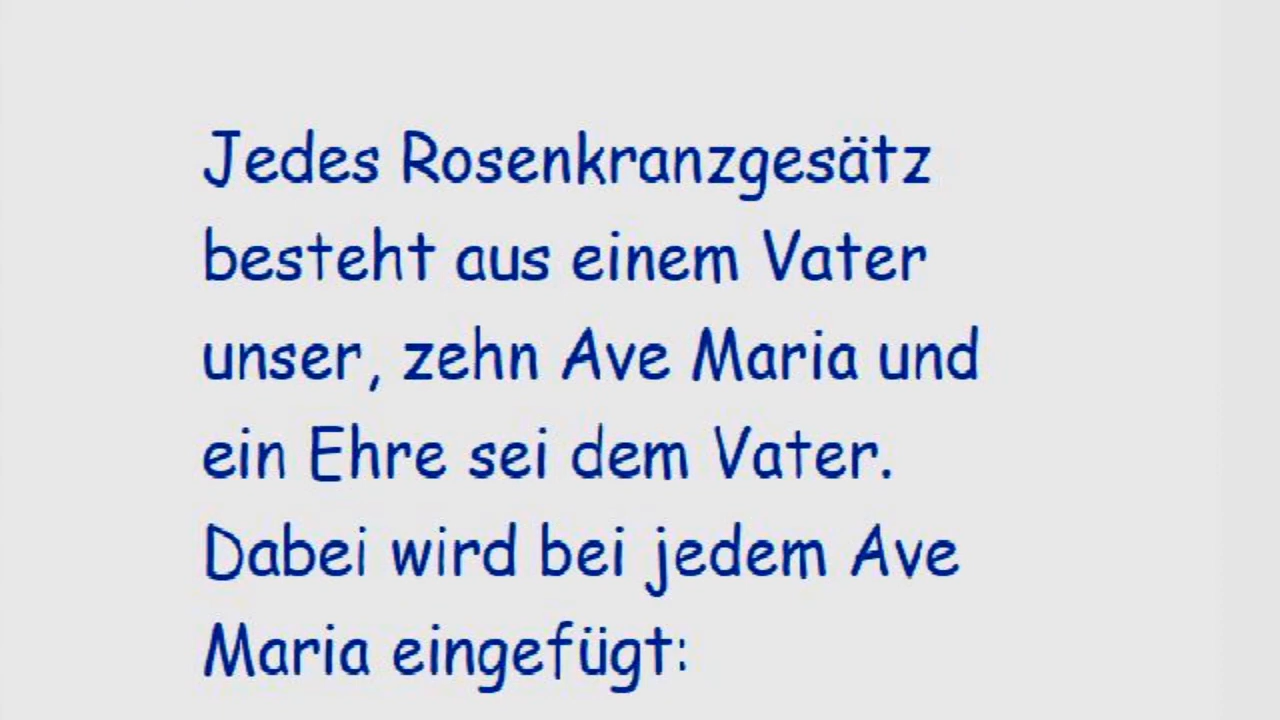 Jedes Rosenkranzgesätz
besteht aus einem Vater
unser, zehn Ave Maria und
ein Ehre sei dem Vater.
Dabei wird bei jedem Ave
Maria eingefügt: